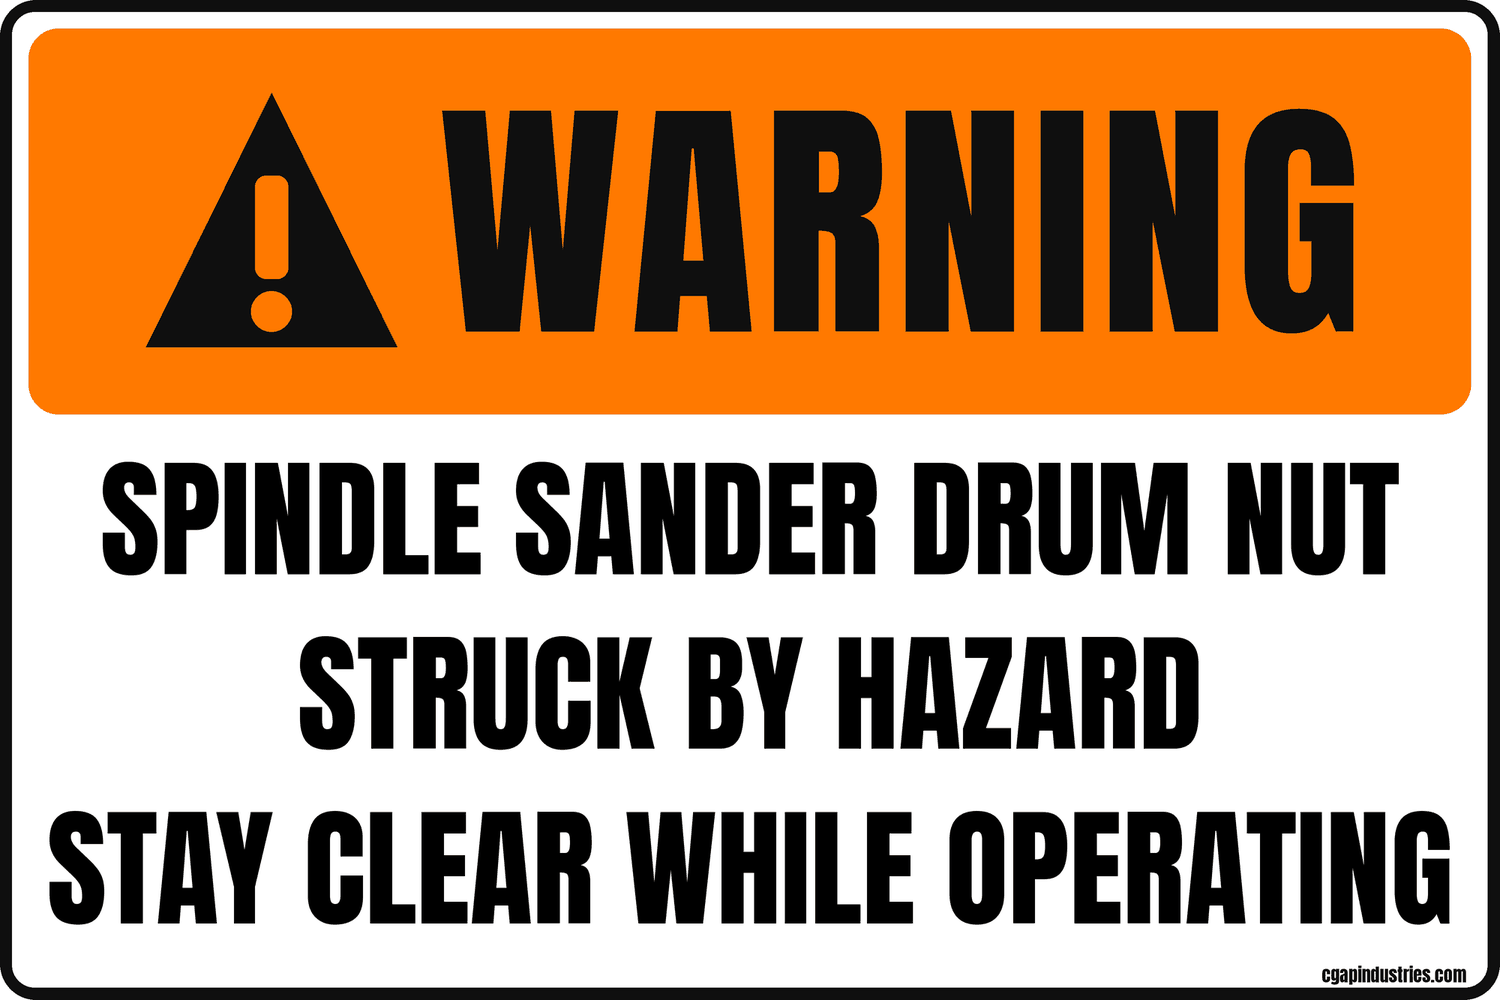 WARNING
SPINDLE SANDER DRUM NUT
STRUCK BY HAZARD
STAY CLEAR WHILE OPERATING
cgapindustries.com